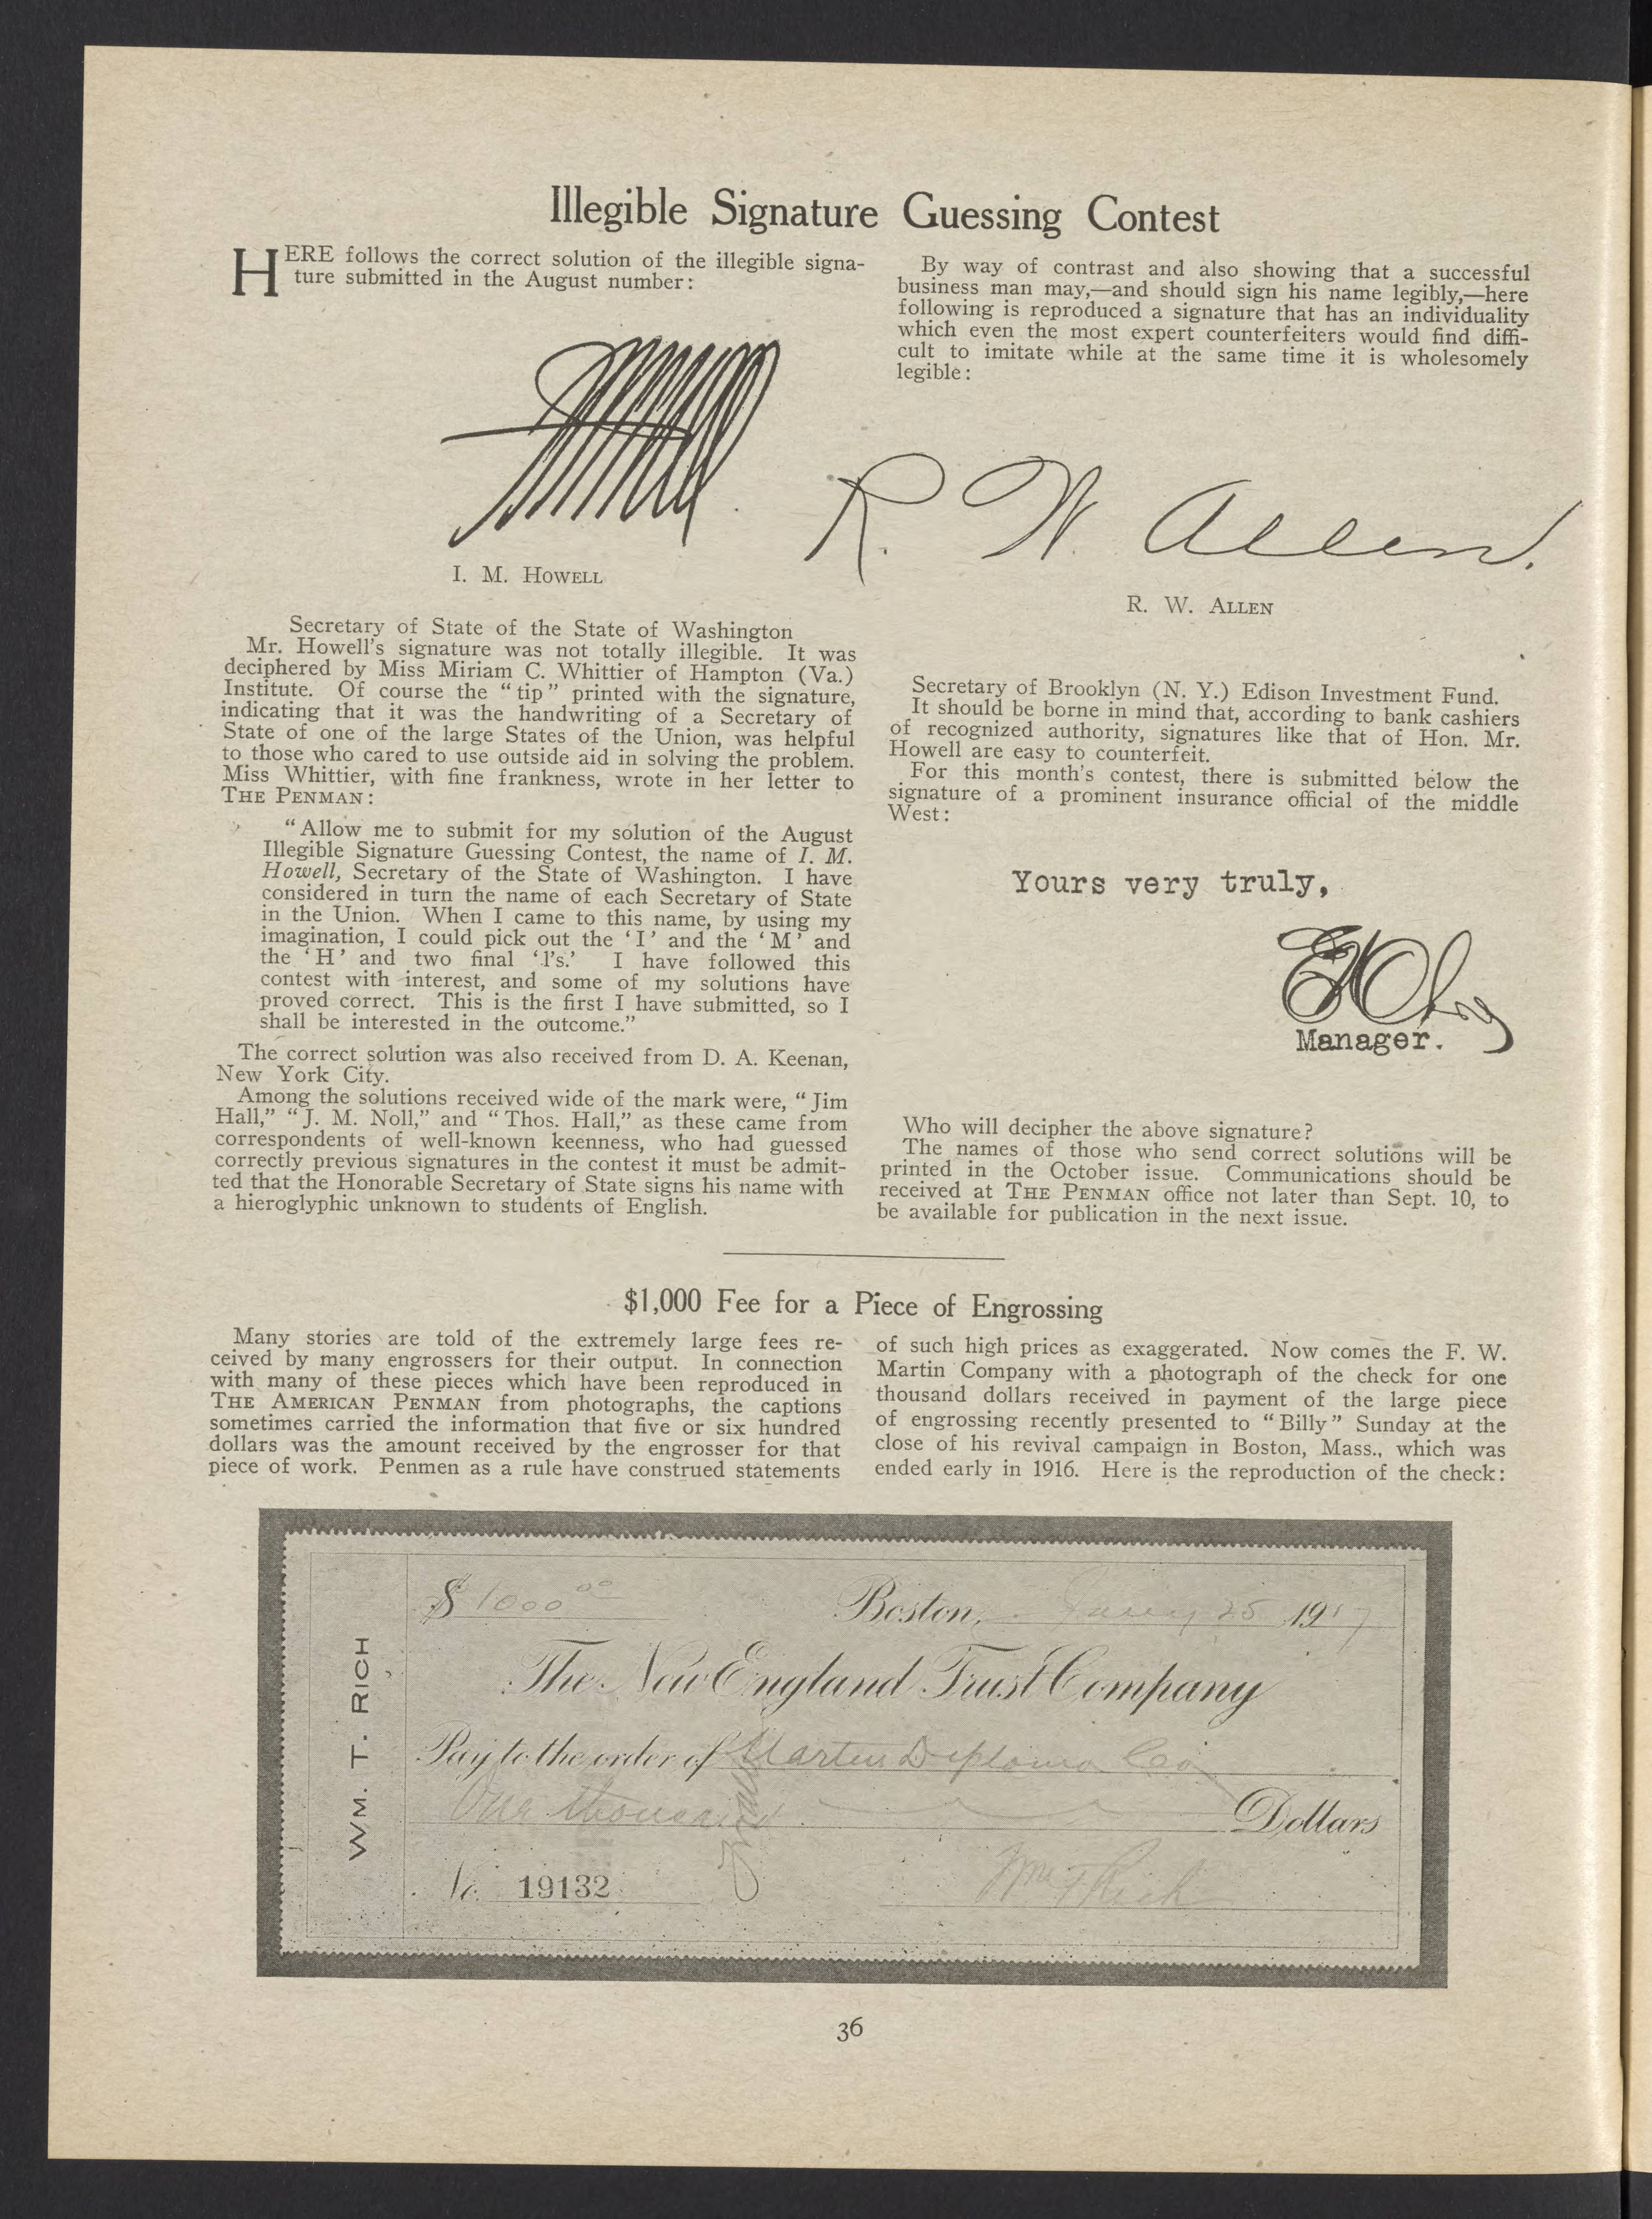 Illegible Signature Guessing Contest
HERE follows the correct solution of the illegible signa-
ture submitted in the August number:
I. M. HOWELL
Secretary of State of the State of Washington
Mr. Howell's signature was not totally illegible. It was
deciphered by Miss Miriam C. Whittier of Hampton (Va.)
Institute. Of course the "tip" printed with the signature,
indicating that it was the handwriting of a Secretary of
State of one of the large States of the Union, was helpful
to those who cared to use outside aid in solving the problem.
Miss Whittier, with fine frankness, wrote in her letter to
THE PENMAN:
"Allow me to submit for my solution of the August
Illegible Signature Guessing Contest, the name of I. M.
Howell, Secretary of the State of Washington. I have
considered in turn the name of each Secretary of State
in the Union. When I came to this name, by using my
imagination, I could pick out the 'I' and the 'M' and
the 'H' and two final 'l's.' I have followed this
contest with interest, and some of my solutions have
proved correct. This is the first I have submitted, so I
shall be interested in the outcome."
The correct solution was also received from D. A. Keenan,
New York City.
Among the solutions received wide of the mark were, "Jim
Hall," "J. M. Noll," and "Thos. Hall," as these came from
correspondents of well-known keenness, who had guessed
correctly previous signatures in the contest it must be admit-
ted that the Honorable Secretary of State signs his name with
a hieroglyphic unknown to students of English.
By way of contrast and also showing that a successful
business man may,—and should sign his name legibly,—here
following is reproduced a signature that has an individuality
which even the most expert counterfeiters would find diffi-
cult to imitate while at the same time it is wholesomely
legible:
R. W. Allen.
R. W. ALLEN
Secretary of Brooklyn (N. Y.) Edison Investment Fund.
It should be borne in mind that, according to bank cashiers
of recognized authority, signatures like that of Hon. Mr.
Howell are easy to counterfeit.
For this month's contest, there is submitted below the
signature of a prominent insurance official of the middle
West:
Yours very truly,
Manager.
Who will decipher the above signature?
The names of those who send correct solutions will be
printed in the October issue. Communications should be
received at THE PENMAN office not later than Sept. 10, to
be available for publication in the next issue.
$1,000 Fee for a Piece of Engrossing
Many stories are told of the extremely large fees re-
ceived by many engrossers for their output. In connection
with many of these pieces which have been reproduced in
THE AMERICAN PENMAN from photographs, the captions
sometimes carried the information that five or six hundred
dollars was the amount received by the engrosser for that
piece of work. Penmen as a rule have construed statements
of such high prices as exaggerated. Now comes the F. W.
Martin Company with a photograph of the check for one
thousand dollars received in payment of the large piece
of engrossing recently presented to "Billy" Sunday at the
close of his revival campaign in Boston, Mass., which was
ended early in 1916. Here is the reproduction of the check:
WM. T. RICH
$1000 00 Boston, 25 1917
The New England Trust Company
Pay to the order of Martin Diploma Co
One thousand Dollars
No. 19132
Wm T Rich
36